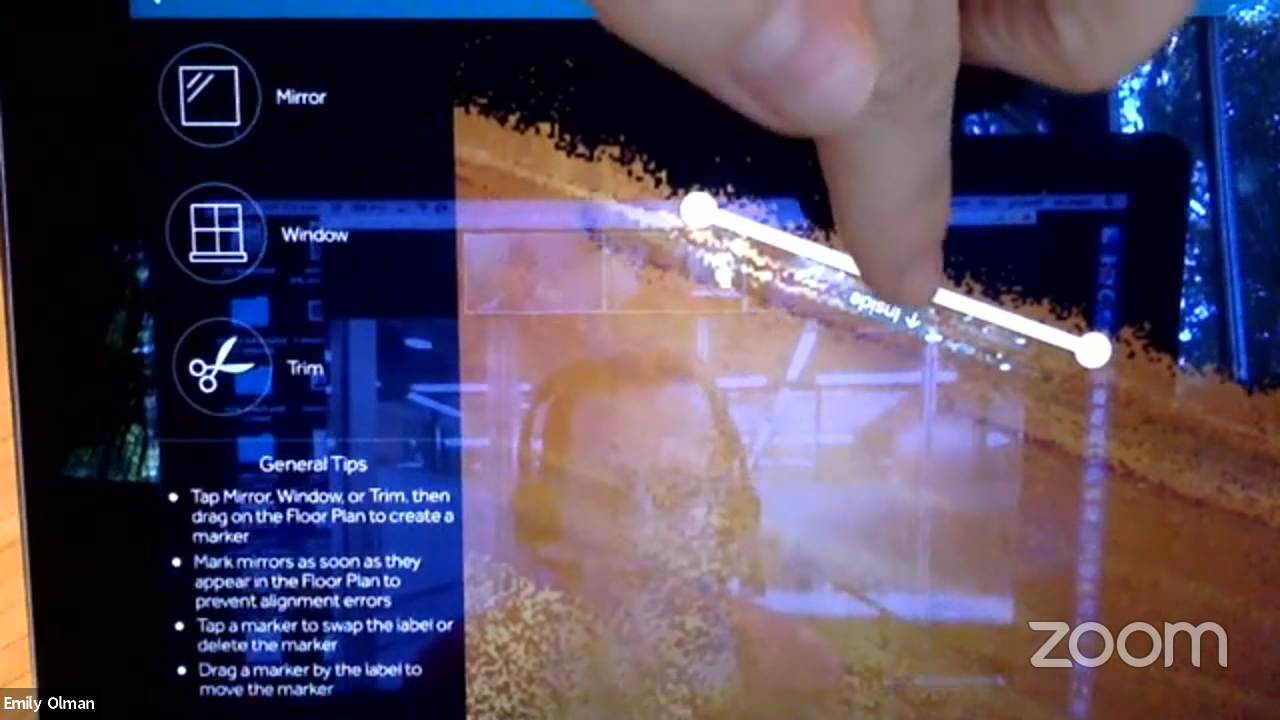 Mirror
Window
Trim
Inside
General Tips
• Tap Mirror, Window, or Trim, then
drag on the Floor Plan to create a
marker
• Mark mirrors as soon as they
appear in the Floor Plan to
prevent alignment errors
• Tap a marker to swap the label or
delete the marker
• Drag a marker by the label to
move the marker
zoom
Emily Olman